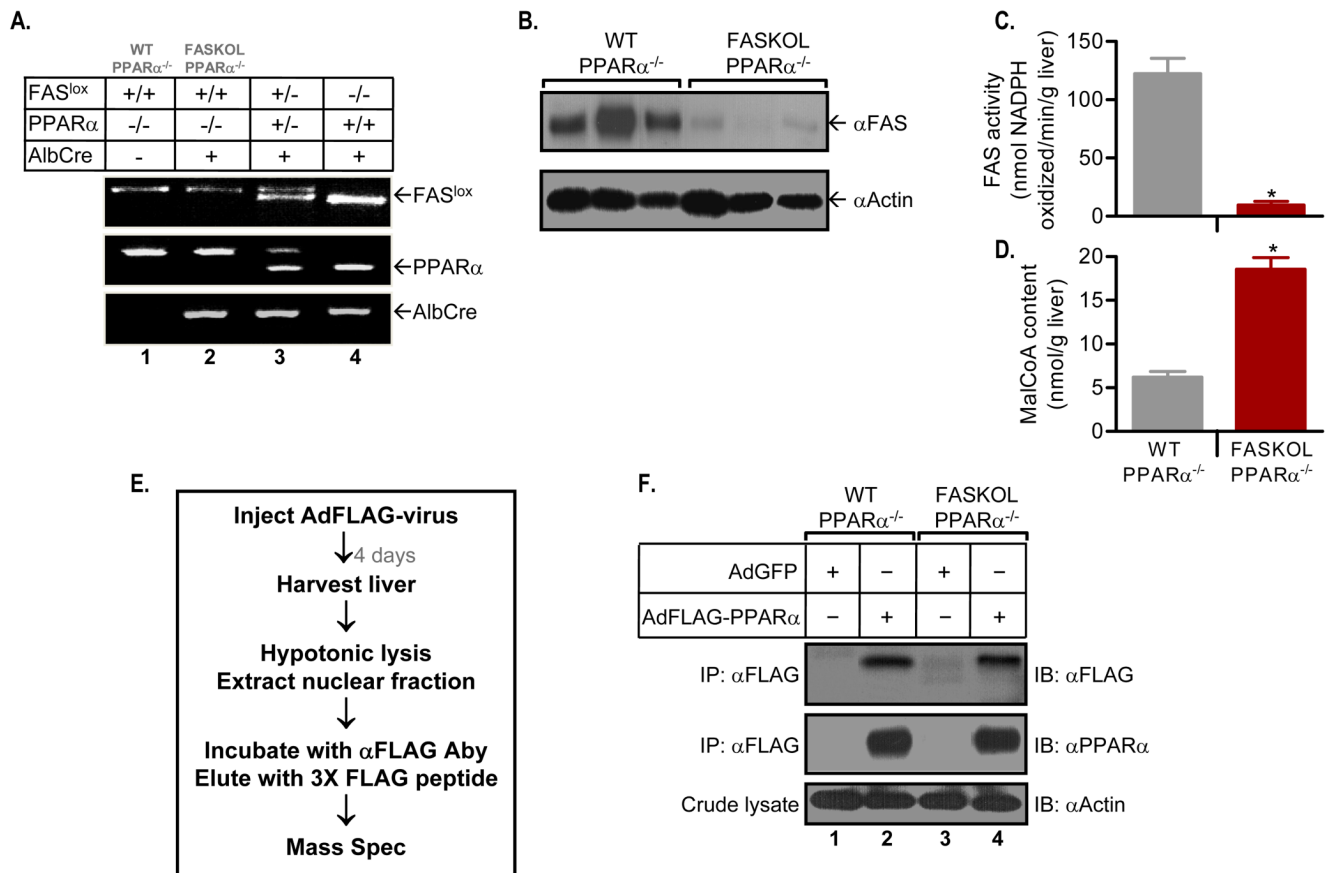 A.
WT FASKOL
PPARα-/- PPARα-/-
FASlox +/+ +/+ +/- -/-
PPARα -/- -/- +/- +/+
AlbCre - + + +
←FASlox
←PPARα
←AlbCre
1 2 3 4
B.
WT FASKOL
PPARα-/- PPARα-/-
←αFAS
←αActin
C.
FAS activity
(nmol NADPH
oxidized/min/g liver)
150
100
50
0
*
D.
MalCoA content
(nmol/g liver)
20
15
10
5
0
*
WT FASKOL
PPARα-/- PPARα-/-
E.
Inject AdFLAG-virus
4 days
Harvest liver
Hypotonic lysis
Extract nuclear fraction
Incubate with αFLAG Aby
Elute with 3X FLAG peptide
Mass Spec
F.
WT FASKOL
PPARα-/- PPARα-/-
AdGFP + – + –
AdFLAG-PPARα – + – +
IP: αFLAG IB: αFLAG
IP: αFLAG IB: αPPARα
Crude lysate IB: αActin
1 2 3 4